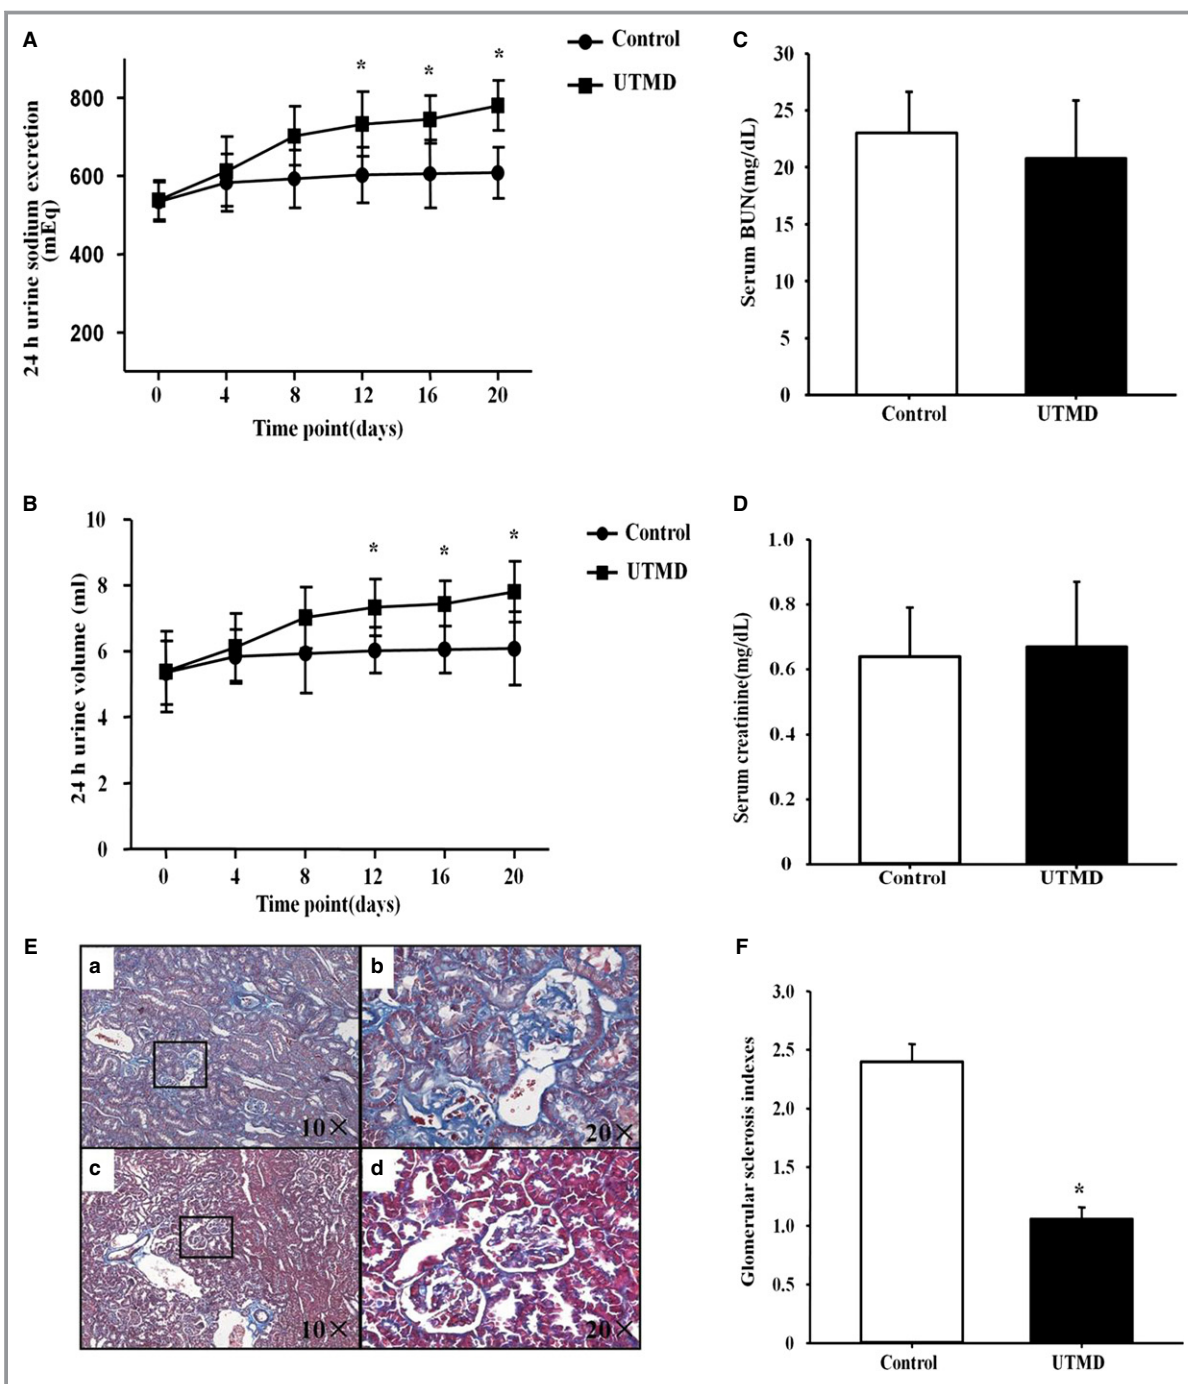 A
Control
UTMD
* * *
800
600
400
200
24 h urine sodium excretion
(mEq)
0 4 8 12 16 20
Time point(days)
C
30
25
20
15
10
5
0
Serum BUN(mg/dL)
Control UTMD
B
Control
UTMD
* * *
10
8
6
4
2
0
24 h urine volume (ml)
0 4 8 12 16 20
Time point(days)
D
1.0
0.8
0.6
0.4
0.2
0
Serum creatinine(mg/dL)
Control UTMD
E
a
10×
b
20×
c
10×
d
20×
F
3.0
2.5
2.0
1.5
1.0
0.5
0
Glomerular sclerosis indexes
*
Control UTMD